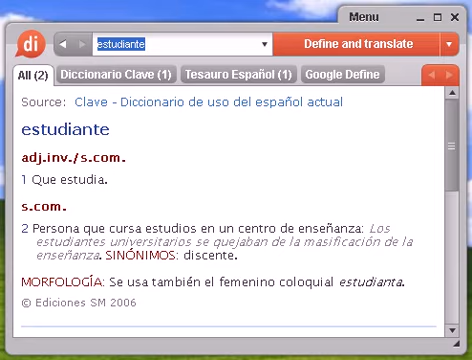 Menu
di
estudiante
Define and translate
All (2)
Diccionario Clave (1)
Tesauro Español (1)
Google Define
Source: Clave - Diccionario de uso del español actual
estudiante
adj.inv./s.com.
1 Que estudia.
s.com.
2 Persona que cursa estudios en un centro de enseñanza: Los
estudiantes universitarios se quejaban de la masificación de la
enseñanza. SINÓNIMOS: discente.
MORFOLOGÍA: Se usa también el femenino coloquial estudianta.
© Ediciones SM 2006